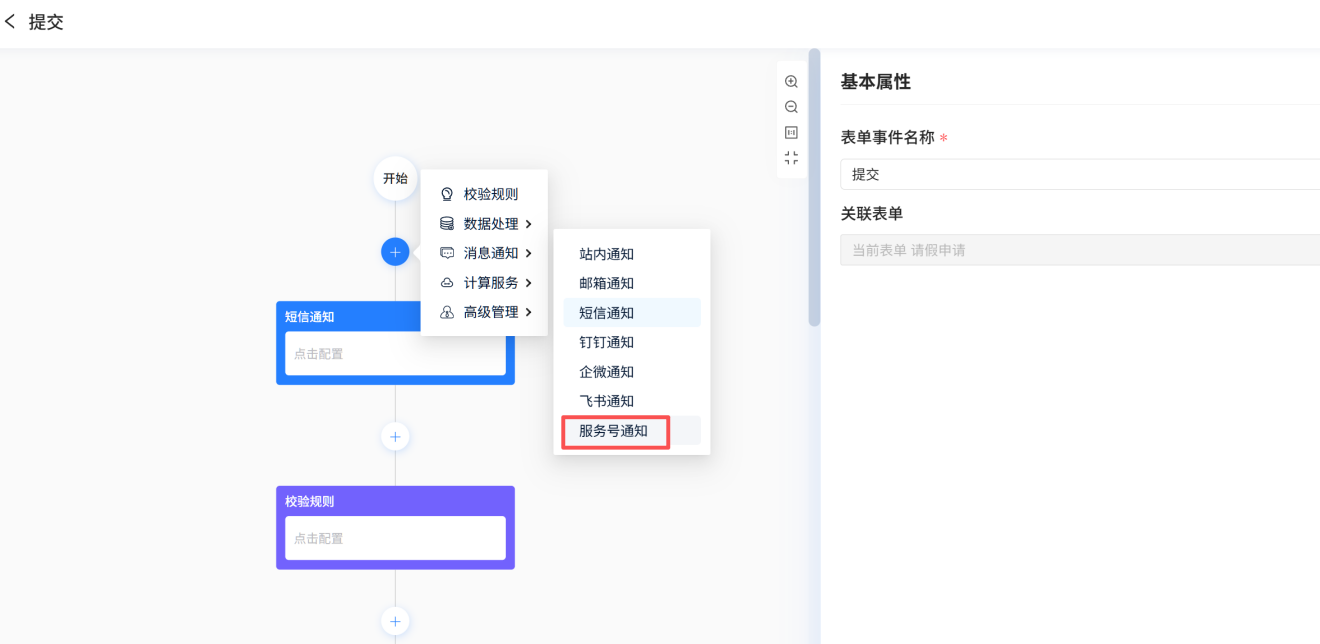 提交
开始
校验规则
数据处理
消息通知
计算服务
高级管理
站内通知
邮箱通知
短信通知
钉钉通知
企微通知
飞书通知
服务号通知
短信通知
点击配置
校验规则
点击配置
基本属性
表单事件名称 *
提交
关联表单
当前表单 请假申请